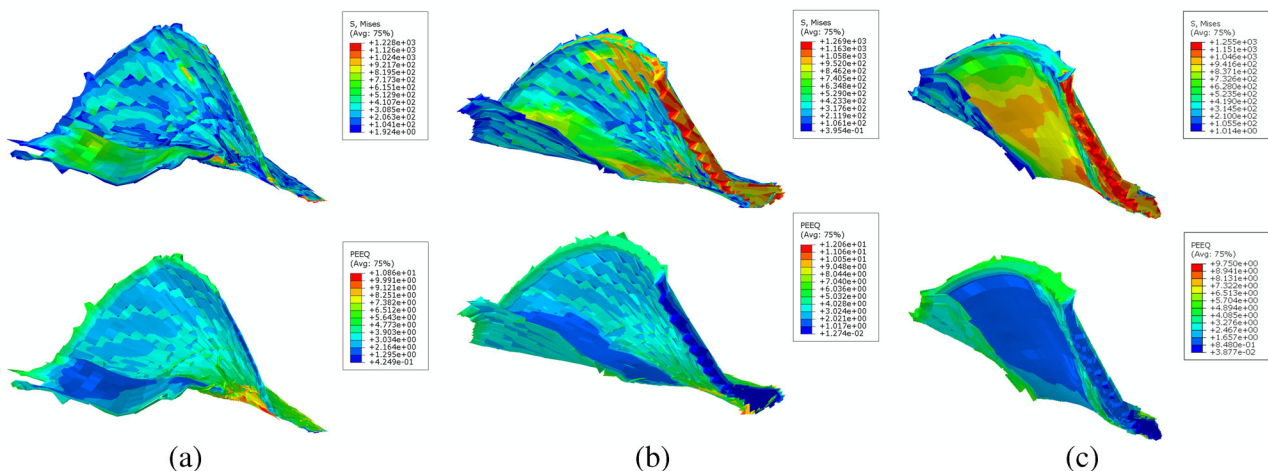 S, Mises
(Avg: 75%)
+1.228e+03
+1.126e+03
+1.024e+03
+9.217e+02
+8.195e+02
+7.173e+02
+6.151e+02
+5.129e+02
+4.107e+02
+3.085e+02
+2.063e+02
+1.041e+02
+1.924e+00
S, Mises
(Avg: 75%)
+1.269e+03
+1.163e+03
+1.058e+03
+9.520e+02
+8.462e+02
+7.405e+02
+6.348e+02
+5.290e+02
+4.233e+02
+3.176e+02
+2.119e+02
+1.061e+02
+3.954e-01
S, Mises
(Avg: 75%)
+1.255e+03
+1.151e+03
+1.046e+03
+9.416e+02
+8.371e+02
+7.326e+02
+6.280e+02
+5.235e+02
+4.190e+02
+3.145e+02
+2.100e+02
+1.055e+02
+1.014e+00
PEEQ
(Avg: 75%)
+1.086e+01
+9.991e+00
+9.121e+00
+8.251e+00
+7.382e+00
+6.512e+00
+5.643e+00
+4.773e+00
+3.903e+00
+3.034e+00
+2.164e+00
+1.295e+00
+4.249e-01
PEEQ
(Avg: 75%)
+1.206e+01
+1.106e+01
+1.005e+01
+9.048e+00
+8.044e+00
+7.040e+00
+6.036e+00
+5.032e+00
+4.028e+00
+3.024e+00
+2.021e+00
+1.017e+00
+1.274e-02
PEEQ
(Avg: 75%)
+9.750e+00
+8.941e+00
+8.131e+00
+7.322e+00
+6.513e+00
+5.704e+00
+4.894e+00
+4.085e+00
+3.276e+00
+2.467e+00
+1.657e+00
+8.480e-01
+3.877e-02
(a)
(b)
(c)